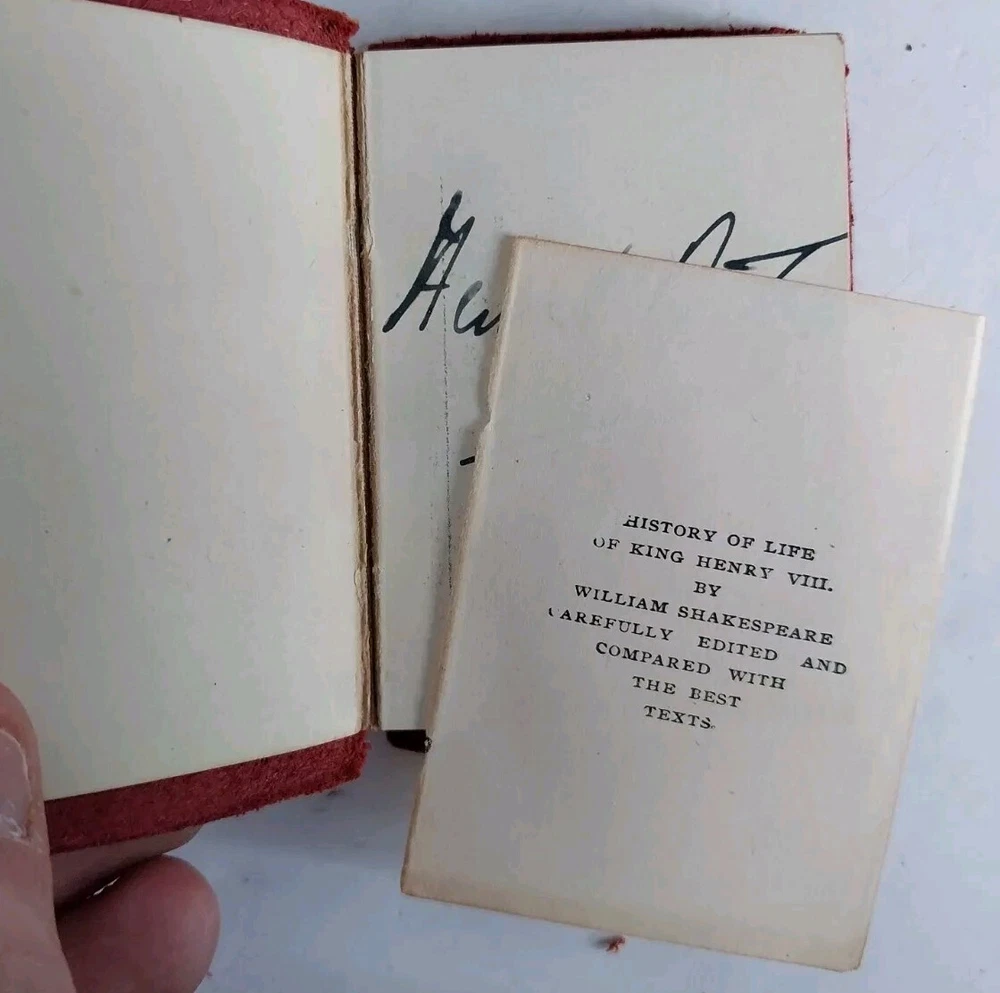 HISTORY OF LIFE
OF KING HENRY VIII.
BY
WILLIAM SHAKESPEARE
CAREFULLY EDITED AND
COMPARED WITH
THE BEST
TEXTS.